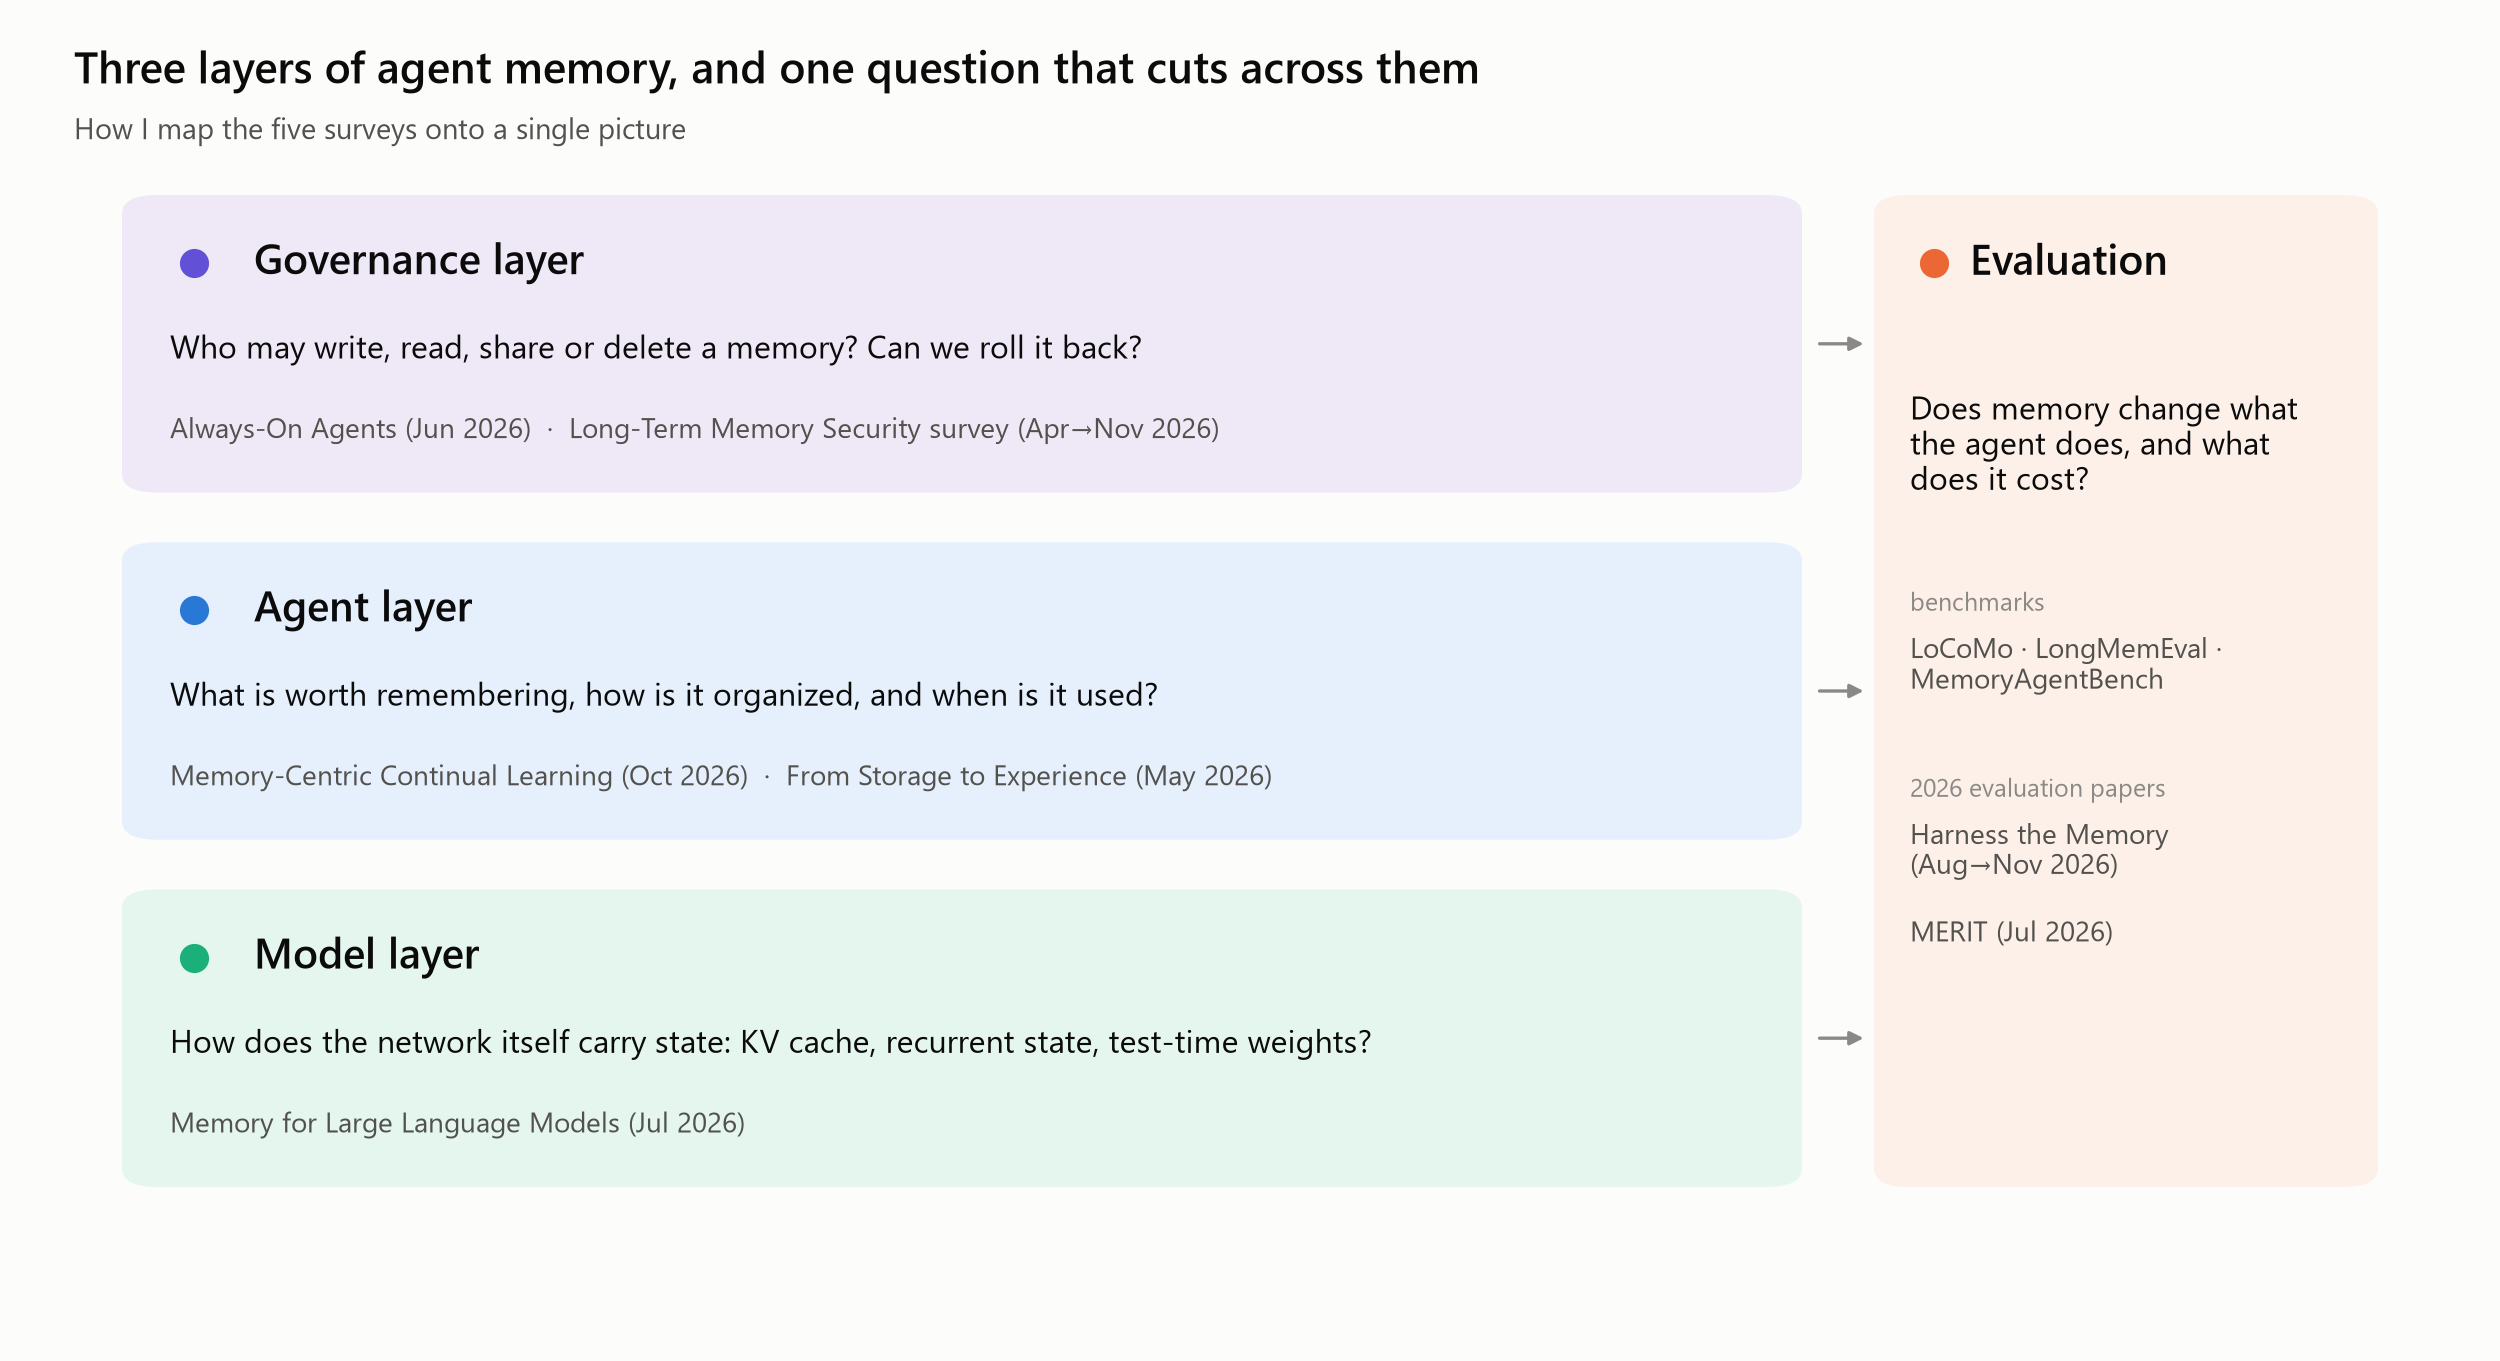 Three layers of agent memory, and one question that cuts across them
How I map the five surveys onto a single picture
Governance layer
Who may write, read, share or delete a memory? Can we roll it back?
Always-On Agents (Jun 2026) · Long-Term Memory Security survey (Apr→Nov 2026)
Agent layer
What is worth remembering, how is it organized, and when is it used?
Memory-Centric Continual Learning (Oct 2026) · From Storage to Experience (May 2026)
Model layer
How does the network itself carry state: KV cache, recurrent state, test-time weights?
Memory for Large Language Models (Jul 2026)
Evaluation
Does memory change what
the agent does, and what
does it cost?
benchmarks
LoCoMo · LongMemEval ·
MemoryAgentBench
2026 evaluation papers
Harness the Memory
(Aug→Nov 2026)
MERIT (Jul 2026)